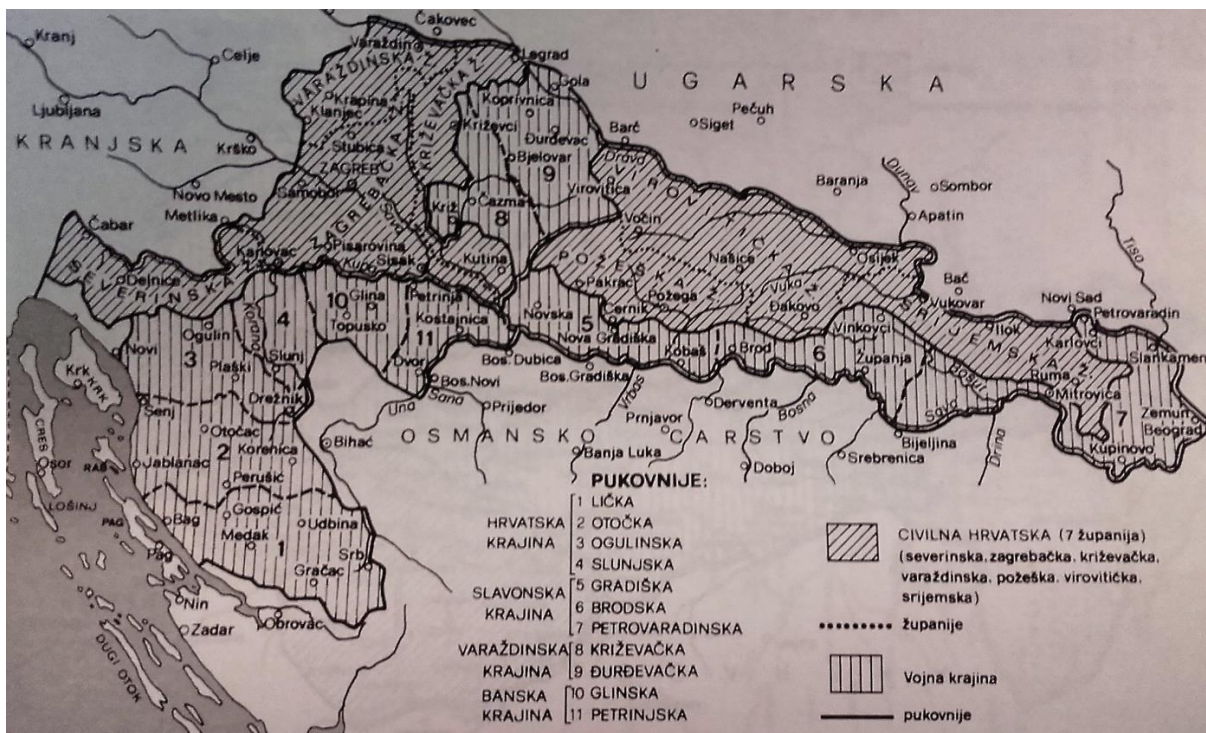 Čakovec
Kranj
Varaždin
Celje
Legrad
VARAŽDINSKA Ž.
Gola
UGARSKA
Krapina
Koprivnica
Ljubljana
Klanjec
KRIŽEVAČKA Ž.
Pečuh
Siget
Križevci
Đurđevac
Barč
KRANJSKA
Krško
Stubica
Bjelovar
Drava
ZAGREB
9
Dunav
Novo Mesto
Samobor
Virovitica
Baranja
Sombor
Metlika
Križ
Čazma
8
VIROVITIČKA Ž.
Apatin
Čabar
ZAGREBAČKA Ž.
Sava
Voćin
Tisa
Karlovac
Pisarovina
Kupa
Sisak
Kutina
POŽEŠKA Ž.
Našice
Osijek
Delnice
SEVERINSKA Ž.
Pakrac
Vuka
Bač
Vukovar
Novi Sad
10
Glina
Petrinja
Požega
Đakovo
Petrovaradin
Ogulin
Korana
4
Topusko
Kostajnica
Novska
Cernik
SRIJEMSKA Ž.
Ilok
Karlovci
3
11
5
Nova Gradiška
Vinkovci
Slankamen
Novi
Slunj
Dvor
Kobaš
Brod
6
Županja
Plaški
Bos. Dubica
Bosut
Ruma
Krk
KRK
Bos.Novi
Bos.Gradiška
Mitrovica
Drežnik
Sana
Vrbas
Sava
7
Zemun
Senj
Una
Prijedor
Prnjavor
Derventa
Bosna
Beograd
CRES
Otočac
Bihać
OSMANSKO CARSTVO
Bijeljina
Drina
Kupinovo
Osor
RAB
Jablanac
2
Korenica
Banja Luka
Doboj
Srebrenica
Perušić
LOŠINJ
PAG
Bag
Gospić
Udbina
Medak
1
Pag
Srb
Gračac
Nin
Zadar
Obrovac
DUGI OTOK
PUKOVNIJE:
HRVATSKA KRAJINA
1 LIČKA
2 OTOČKA
3 OGULINSKA
4 SLUNJSKA
SLAVONSKA KRAJINA
5 GRADIŠKA
6 BRODSKA
7 PETROVARADINSKA
VARAŽDINSKA KRAJINA
8 KRIŽEVAČKA
9 ĐURĐEVAČKA
BANSKA KRAJINA
10 GLINSKA
11 PETRINJSKA
CIVILNA HRVATSKA (7 županija)
(severinska, zagrebačka, križevačka,
varaždinska, požeška, virovitička,
srijemska)
županije
Vojna krajina
pukovnije